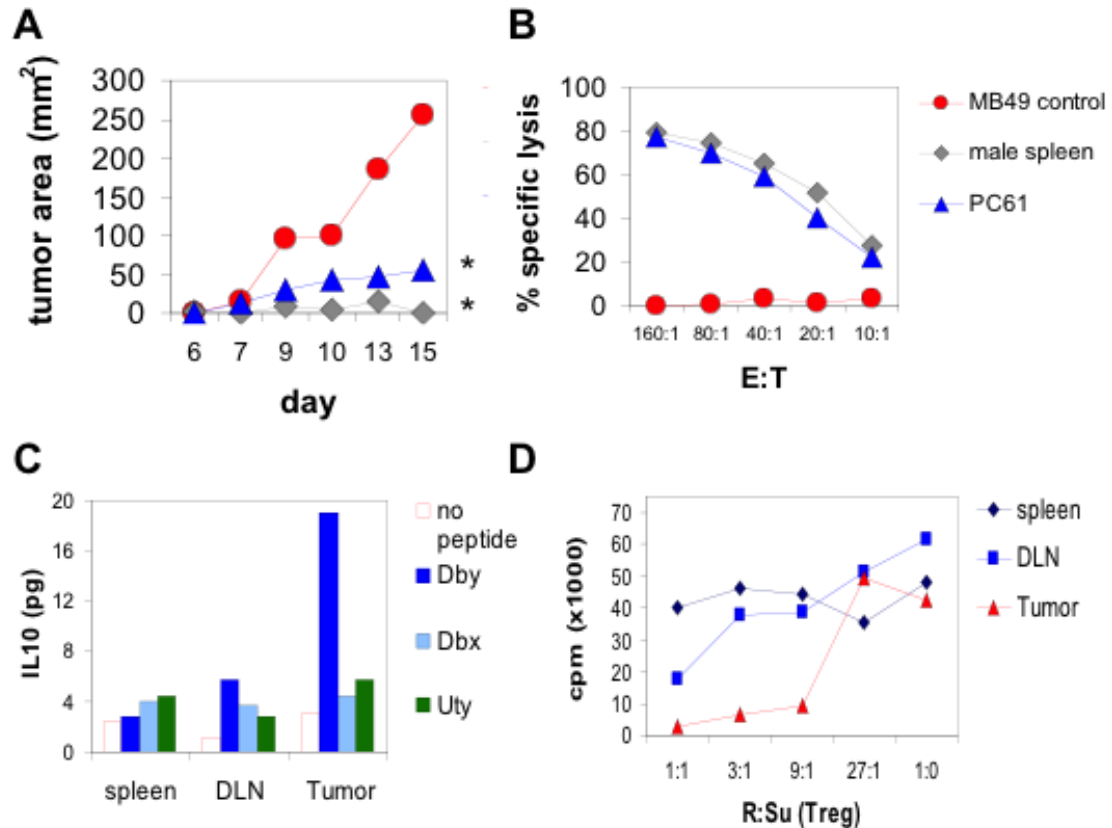 A
tumor area (mm²)
300
250
200
150
100
50
0
*
*
6 7 9 10 13 15
day
B
% specific lysis
100
80
60
40
20
0
160:1 80:1 40:1 20:1 10:1
E:T
MB49 control
male spleen
PC61
C
IL10 (pg)
20
16
12
8
4
0
spleen DLN Tumor
no
peptide
Dby
Dbx
Uty
D
cpm (x1000)
70
60
50
40
30
20
10
0
1:1 3:1 9:1 27:1 1:0
R:Su (Treg)
spleen
DLN
Tumor